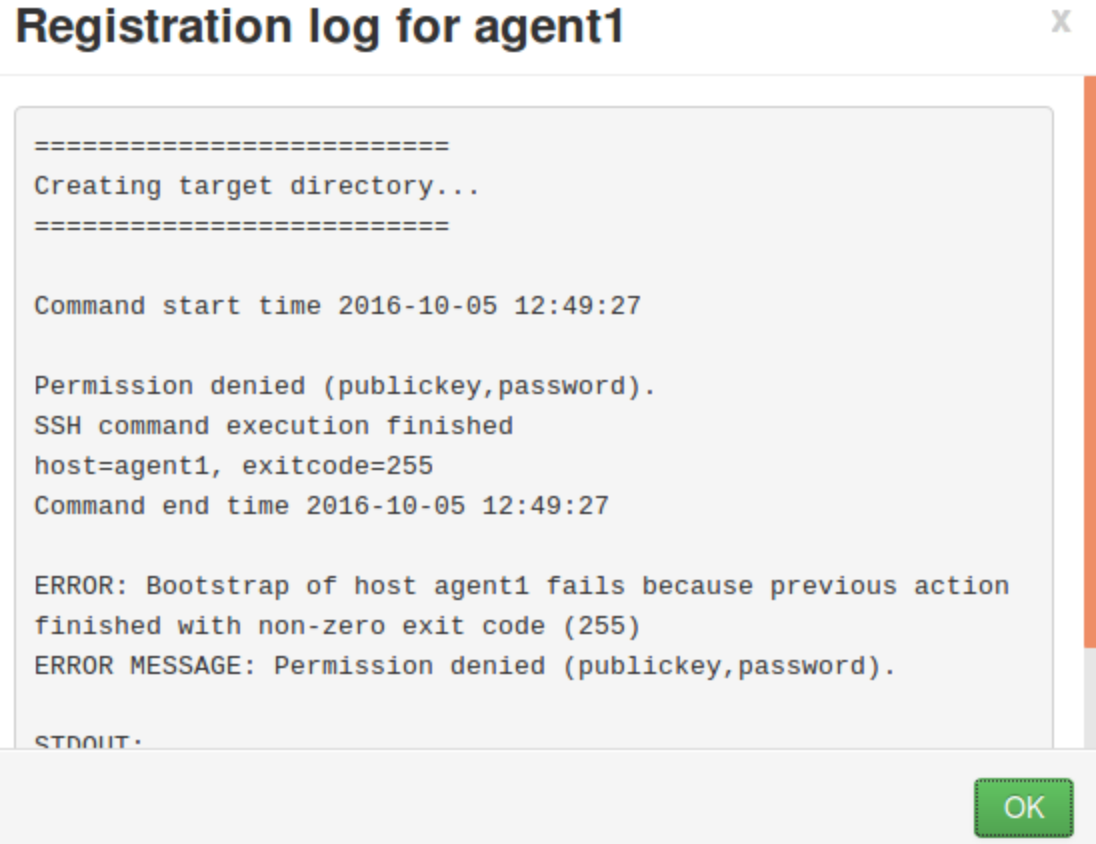 Registration log for agent1
x
==========================
Creating target directory...
==========================
Command start time 2016-10-05 12:49:27
Permission denied (publickey,password).
SSH command execution finished
host=agent1, exitcode=255
Command end time 2016-10-05 12:49:27
ERROR: Bootstrap of host agent1 fails because previous action
finished with non-zero exit code (255)
ERROR MESSAGE: Permission denied (publickey,password).
STDOUT:
OK